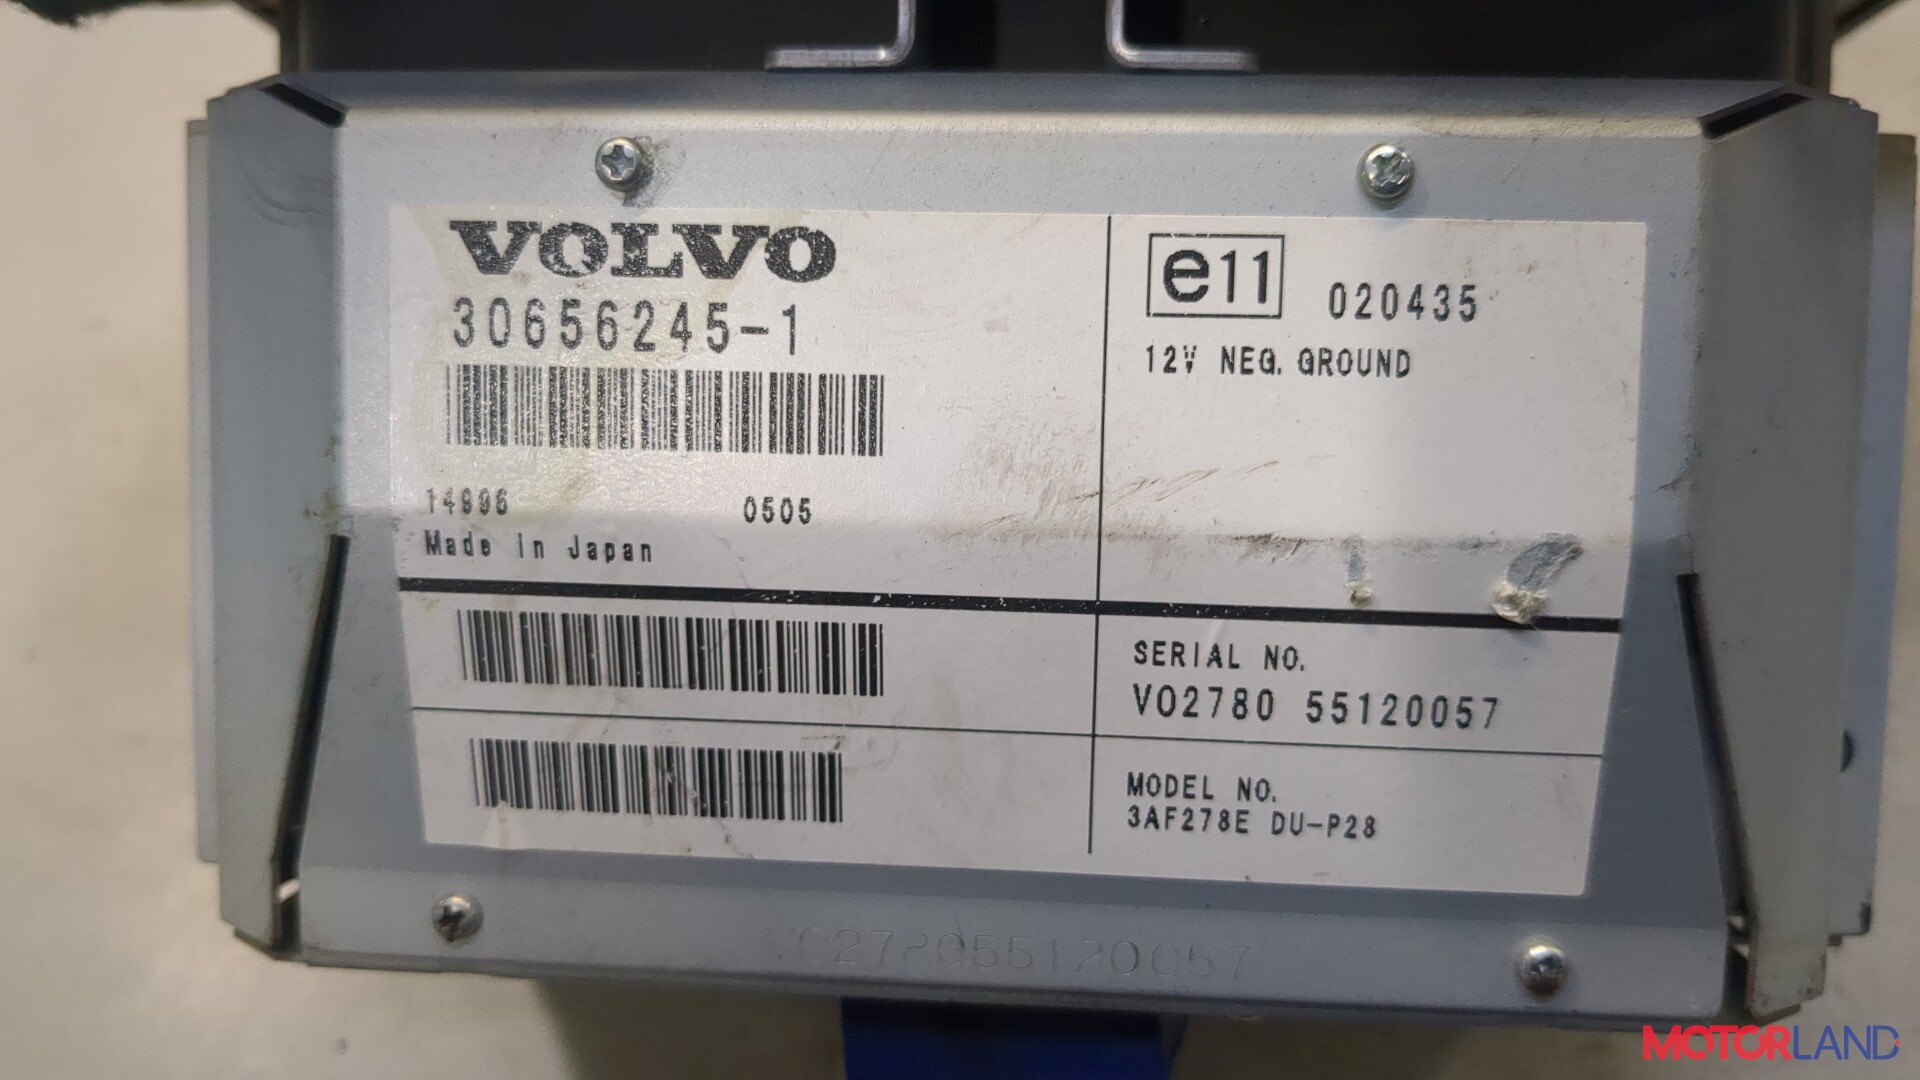 VOLVO
30656245-1
14996 0505
Made in Japan
e11 020435
12V NEG. GROUND
SERIAL NO.
VO2780 55120057
MODEL NO.
3AF278E DU-P28
MOTORLAND